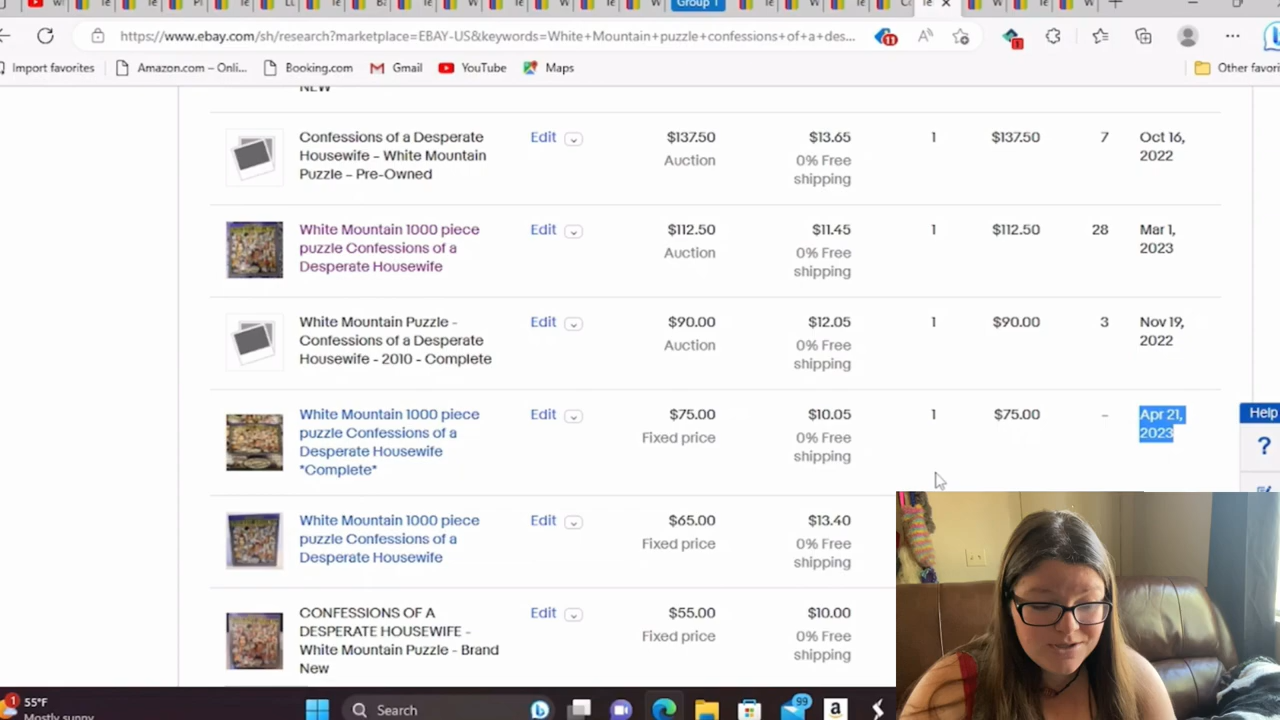 Group 1
https://www.ebay.com/sh/research?marketplace=EBAY-US&keywords=White+Mountain+puzzle+confessions+of+a+des...
11
1
Import favorites
Amazon.com – Onli...
Booking.com
Gmail
YouTube
Maps
Other favori
NEW
Confessions of a Desperate
Housewife – White Mountain
Puzzle – Pre-Owned
Edit
$137.50
Auction
$13.65
0% Free
shipping
1
$137.50
7
Oct 16,
2022
White Mountain 1000 piece
puzzle Confessions of a
Desperate Housewife
Edit
$112.50
Auction
$11.45
0% Free
shipping
1
$112.50
28
Mar 1,
2023
White Mountain Puzzle -
Confessions of a Desperate
Housewife - 2010 - Complete
Edit
$90.00
Auction
$12.05
0% Free
shipping
1
$90.00
3
Nov 19,
2022
White Mountain 1000 piece
puzzle Confessions of a
Desperate Housewife
*Complete*
Edit
$75.00
Fixed price
$10.05
0% Free
shipping
1
$75.00
–
Apr 21,
2023
Help
?
White Mountain 1000 piece
puzzle Confessions of a
Desperate Housewife
Edit
$65.00
Fixed price
$13.40
0% Free
shipping
CONFESSIONS OF A
DESPERATE HOUSEWIFE -
White Mountain Puzzle - Brand
New
Edit
$55.00
Fixed price
$10.00
0% Free
shipping
1
55°F
Mostly sunny
Search
99
a